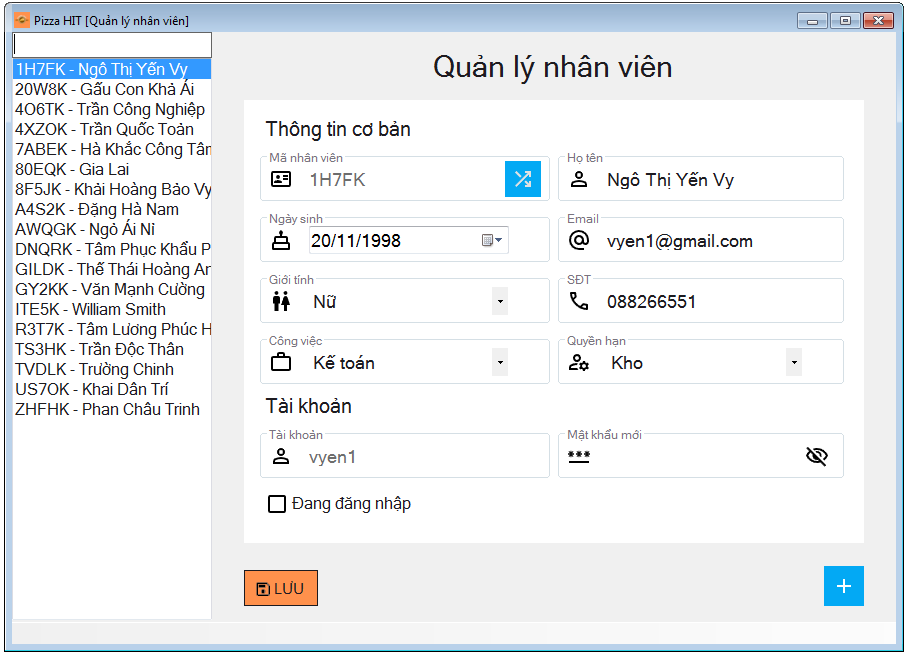 Pizza HIT [Quản lý nhân viên]
1H7FK - Ngô Thị Yến Vy
20W8K - Gấu Con Khả Ái
4O6TK - Trần Công Nghiệp
4XZOK - Trần Quốc Toản
7ABEK - Hà Khắc Công Tâm
80EQK - Gia Lai
8F5JK - Khải Hoàng Bảo Vy
A4S2K - Đặng Hà Nam
AWQGK - Ngỏ Ái Nỉ
DNQRK - Tâm Phục Khẩu P
GILDK - Thế Thái Hoàng An
GY2KK - Văn Mạnh Cường
ITE5K - William Smith
R3T7K - Tâm Lương Phúc H
TS3HK - Trần Độc Thân
TVDLK - Trường Chinh
US7OK - Khai Dân Trí
ZHFHK - Phan Châu Trinh
Quản lý nhân viên
Thông tin cơ bản
Mã nhân viên
1H7FK
Họ tên
Ngô Thị Yến Vy
Ngày sinh
20/11/1998
Email
vyen1@gmail.com
Giới tính
Nữ
SĐT
088266551
Công việc
Kế toán
Quyền hạn
Kho
Tài khoản
Tài khoản
vyen1
Mật khẩu mới
Đang đăng nhập
LƯU